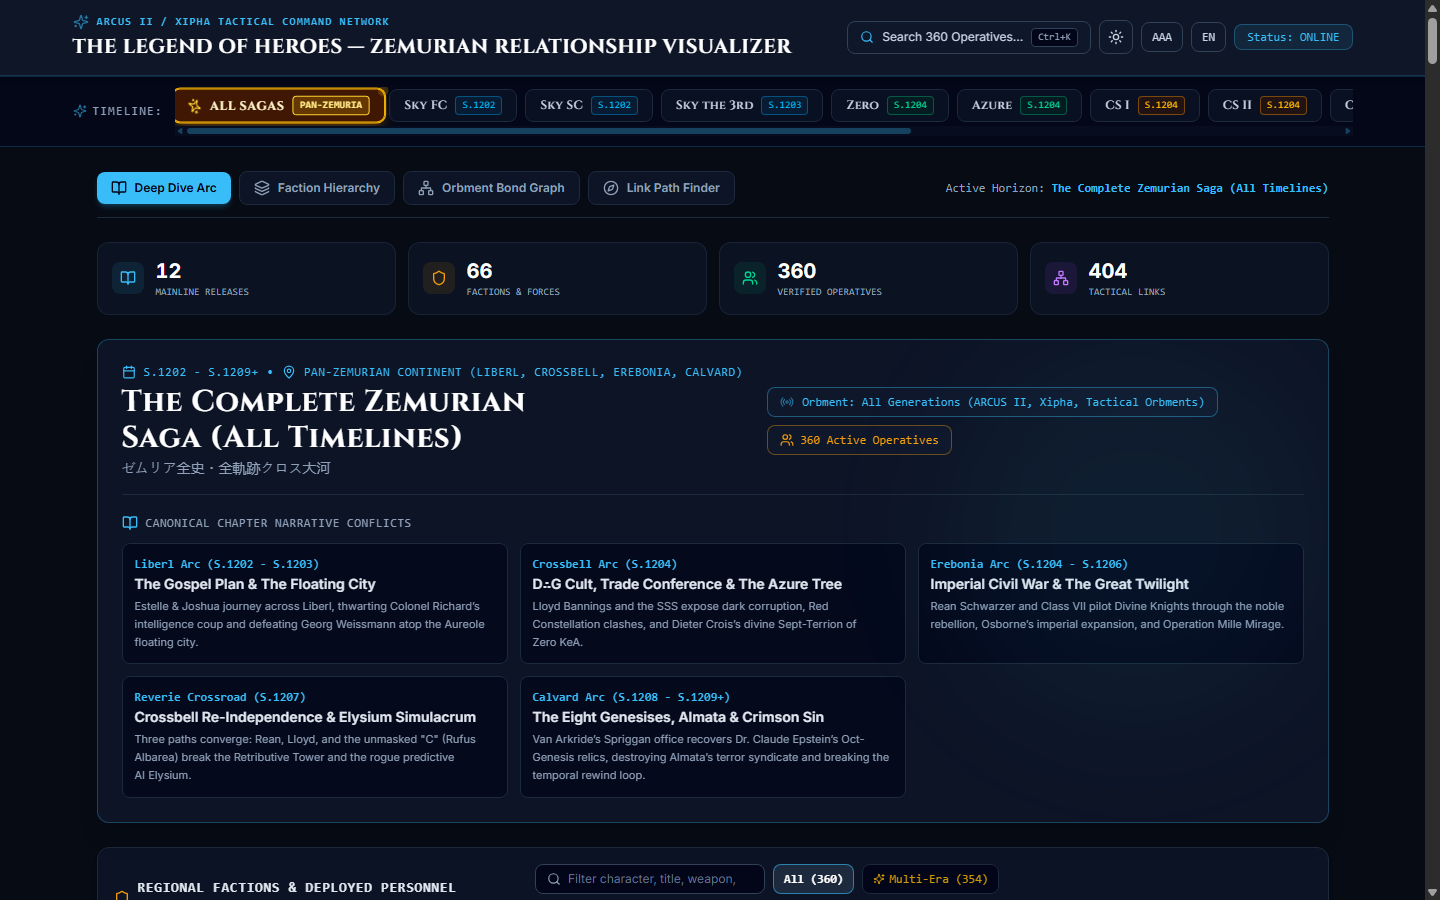 ARCUS II / XIPHA TACTICAL COMMAND NETWORK
THE LEGEND OF HEROES — ZEMURIAN RELATIONSHIP VISUALIZER
Search 360 Operatives... Ctrl+K
AAA
EN
Status: ONLINE
TIMELINE:
ALL SAGAS PAN-ZEMURIA
SKY FC S.1202
SKY SC S.1202
SKY THE 3RD S.1203
ZERO S.1204
AZURE S.1204
CS I S.1204
CS II S.1204
Deep Dive Arc
Faction Hierarchy
Orbment Bond Graph
Link Path Finder
Active Horizon: The Complete Zemurian Saga (All Timelines)
12
MAINLINE RELEASES
66
FACTIONS & FORCES
360
VERIFIED OPERATIVES
404
TACTICAL LINKS
S.1202 - S.1209+ • PAN-ZEMURIAN CONTINENT (LIBERL, CROSSBELL, EREBONIA, CALVARD)
THE COMPLETE ZEMURIAN
SAGA (ALL TIMELINES)
ゼムリア全史・全軌跡クロス大河
Orbment: All Generations (ARCUS II, Xipha, Tactical Orbments)
360 Active Operatives
CANONICAL CHAPTER NARRATIVE CONFLICTS
Liberl Arc (S.1202 - S.1203)
The Gospel Plan & The Floating City
Estelle & Joshua journey across Liberl, thwarting Colonel Richard's
intelligence coup and defeating Georg Weissmann atop the Aureole
floating city.
Crossbell Arc (S.1204)
D∴G Cult, Trade Conference & The Azure Tree
Lloyd Bannings and the SSS expose dark corruption, Red
Constellation clashes, and Dieter Crois's divine Sept-Terrion of
Zero KeA.
Erebonia Arc (S.1204 - S.1206)
Imperial Civil War & The Great Twilight
Rean Schwarzer and Class VII pilot Divine Knights through the noble
rebellion, Osborne's imperial expansion, and Operation Mille Mirage.
Reverie Crossroad (S.1207)
Crossbell Re-Independence & Elysium Simulacrum
Three paths converge: Rean, Lloyd, and the unmasked "C" (Rufus
Albarea) break the Retributive Tower and the rogue predictive
AI Elysium.
Calvard Arc (S.1208 - S.1209+)
The Eight Genesises, Almata & Crimson Sin
Van Arkride's Spriggan office recovers Dr. Claude Epstein's Oct-
Genesis relics, destroying Almata's terror syndicate and breaking the
temporal rewind loop.
REGIONAL FACTIONS & DEPLOYED PERSONNEL
Filter character, title, weapon,
All (360)
Multi-Era (354)